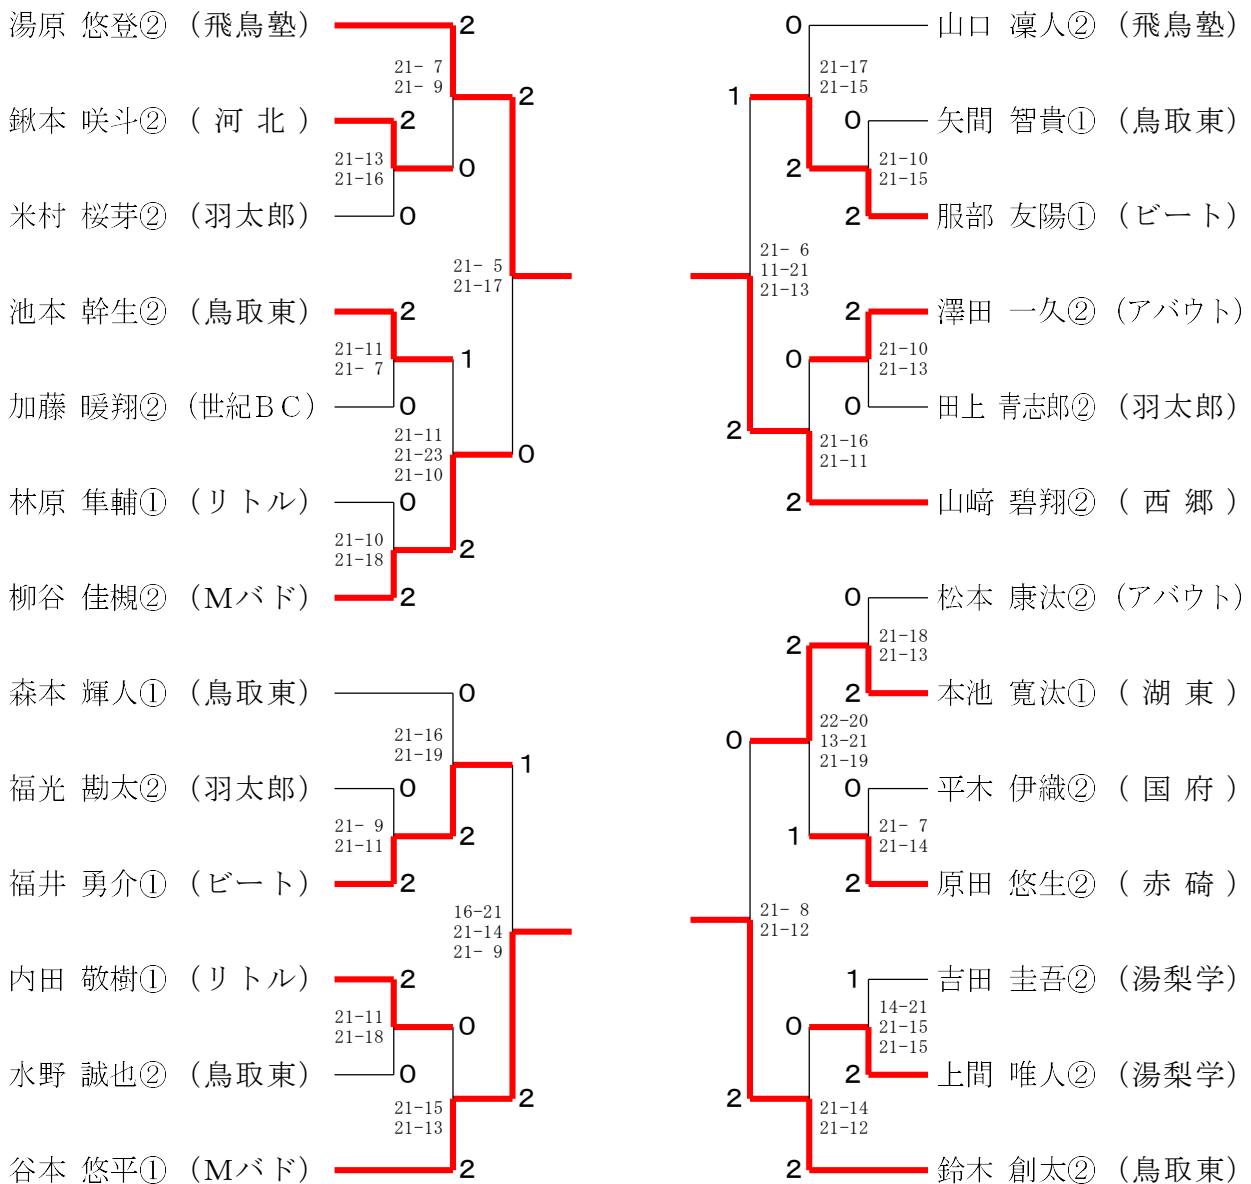 湯原 悠登② (飛鳥塾) 2 0 山口 凜人② (飛鳥塾)
21- 7 21-17
21- 9 2 1 21-15
鍬本 咲斗② ( 河 北 ) 2 0 矢間 智貴① (鳥取東)
21-13 0 2 21-10
21-16 21-15
米村 桜芽② (羽太郎) 0 2 服部 友陽① (ビート)
21- 5 21- 6
21-17 11-21
21-13
池本 幹生② (鳥取東) 2 2 澤田 一久② (アバウト)
21-11 1 0 21-10
21- 7 21-13
加藤 暖翔② (世紀BC) 0 0 田上 青志郎② (羽太郎)
21-11 2 21-16
21-23 0 21-11
21-10
林原 隼輔① (リトル) 0 2 山﨑 碧翔② ( 西 郷 )
21-10 2
21-18
柳谷 佳槻② (Mバド) 2 0 松本 康汰② (アバウト)
2 21-18
21-13
森本 輝人① (鳥取東) 0 2 本池 寛汰① ( 湖 東 )
21-16 0 22-20
21-19 1 13-21
21-19
福光 勘太② (羽太郎) 0 0 平木 伊織② ( 国 府 )
21- 9 2 1 21- 7
21-11 21-14
福井 勇介① (ビート) 2 2 原田 悠生② ( 赤 碕 )
16-21 21- 8
21-14 21-12
21- 9
内田 敬樹① (リトル) 2 1 吉田 圭吾② (湯梨学)
21-11 0 0 14-21
21-18 21-15
21-15
水野 誠也② (鳥取東) 0 2 上間 唯人② (湯梨学)
21-15 2 2 21-14
21-13 21-12
谷本 悠平① (Mバド) 2 2 鈴木 創太② (鳥取東)